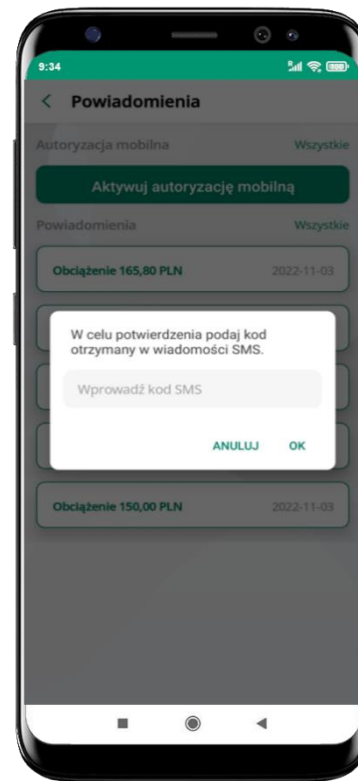 9:34
Powiadomienia
Autoryzacja mobilna Wszystkie
Aktywuj autoryzację mobilną
Powiadomienia Wszystkie
Obciążenie 165,80 PLN 2022-11-03
W celu potwierdzenia podaj kod
otrzymany w wiadomości SMS.
Wprowadź kod SMS
ANULUJ OK
Obciążenie 150,00 PLN 2022-11-03